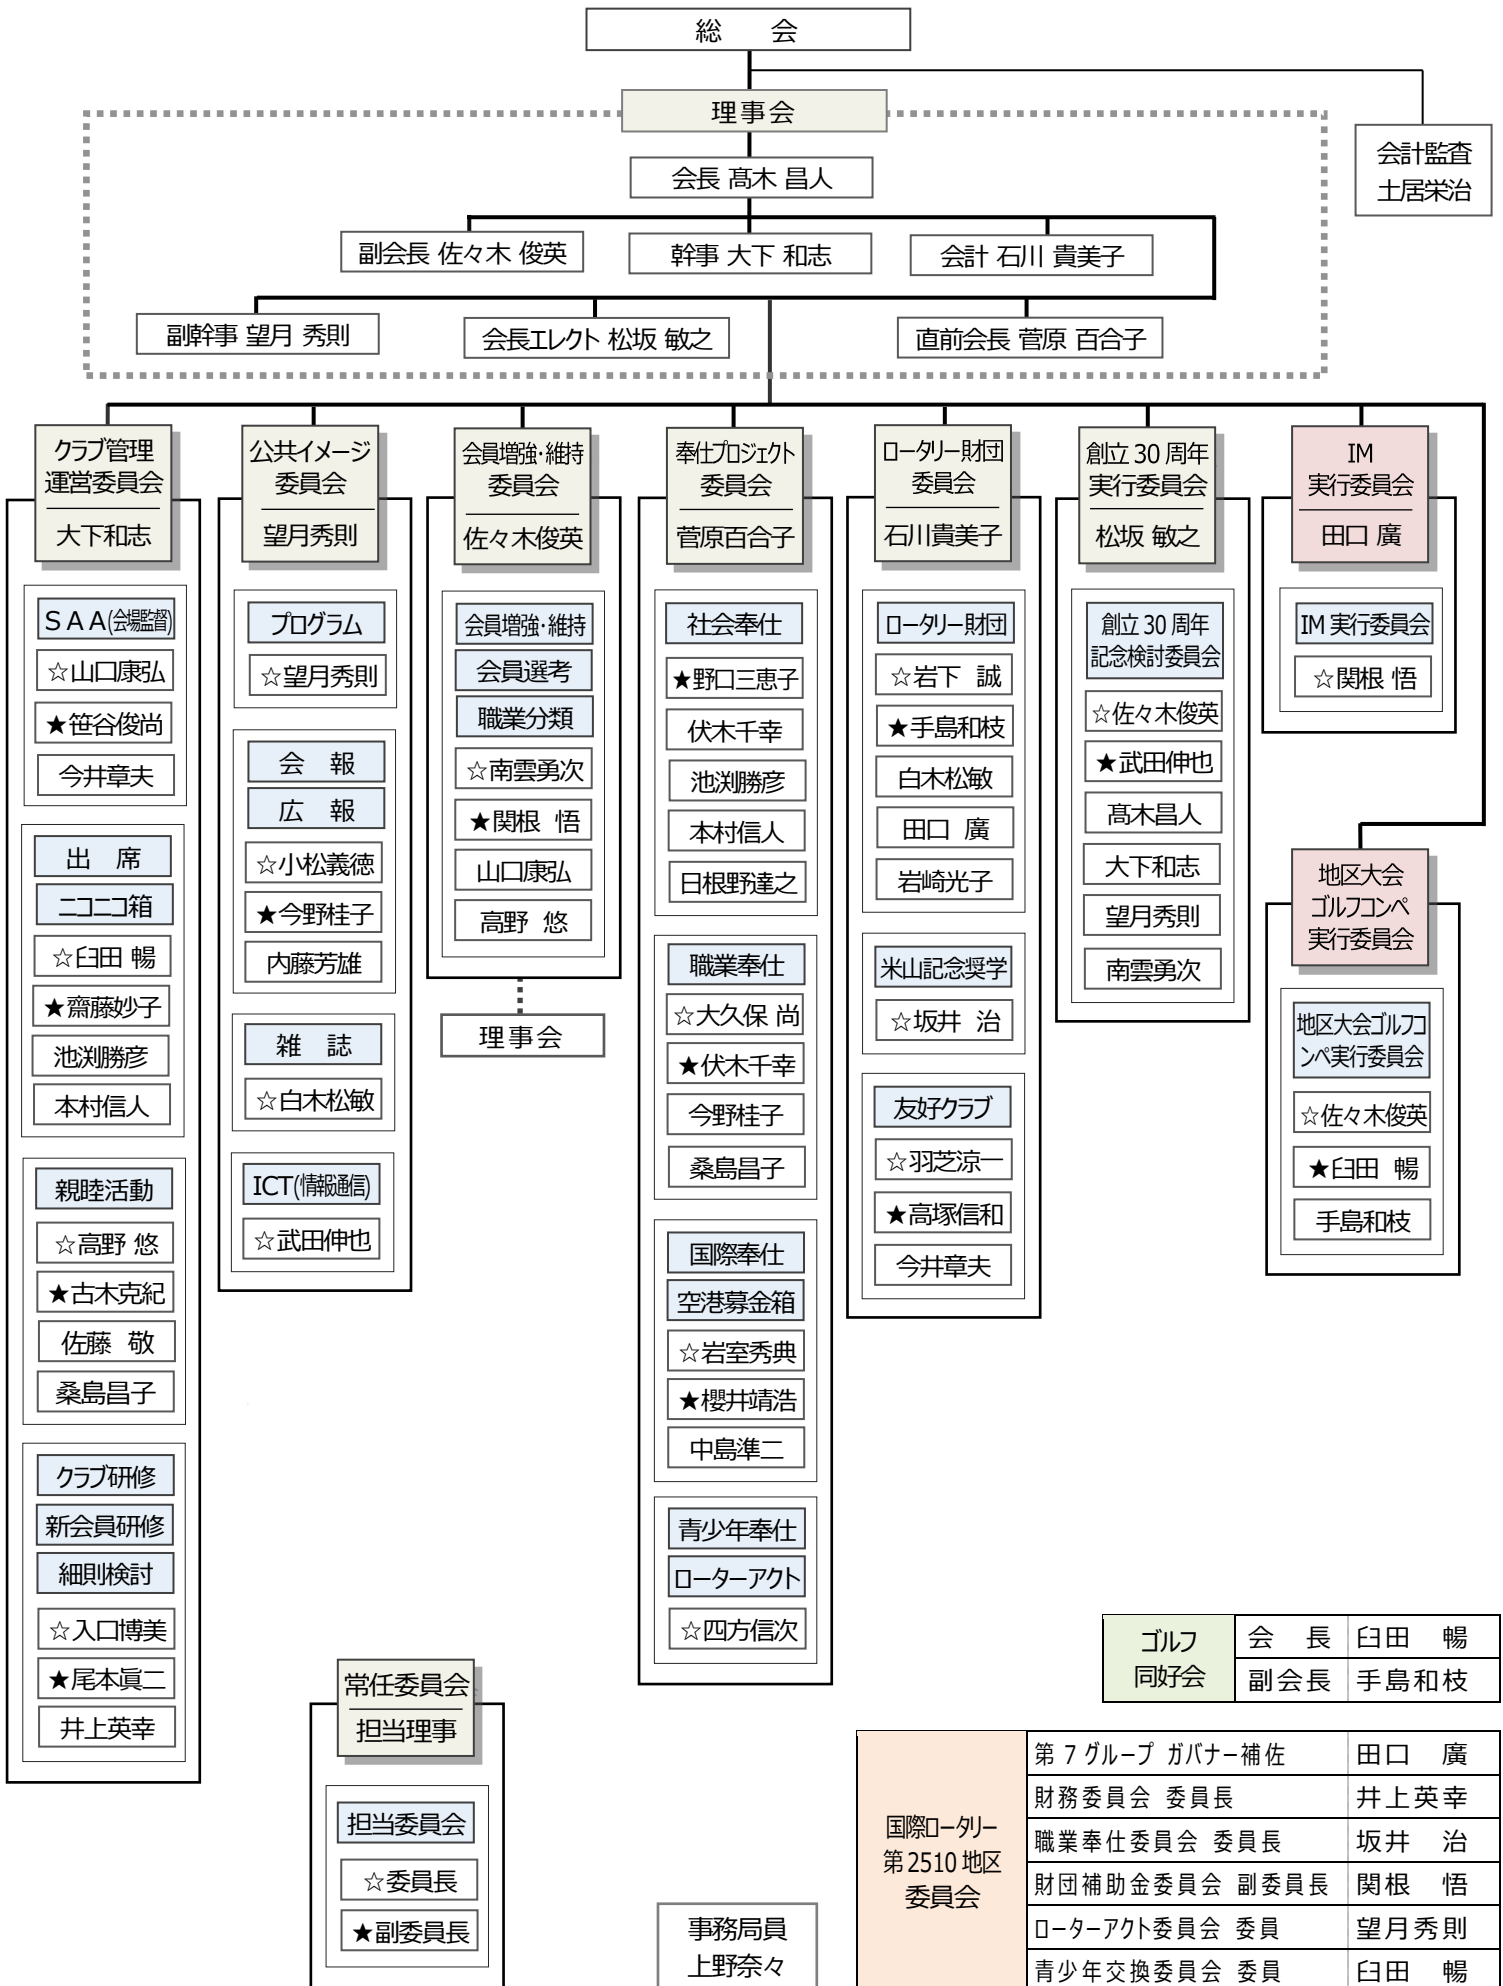 総　会
理事会
会計監査
土居栄治
会長 髙木 昌人
副会長 佐々木 俊英
幹事 大下 和志
会計 石川 貴美子
副幹事 望月 秀則
会長エレクト 松坂 敏之
直前会長 菅原 百合子
クラブ管理
運営委員会
大下和志
SAA(会場監督)
☆山口康弘
★笹谷俊尚
今井章夫
出　席
ニコニコ箱
☆臼田 暢
★齋藤妙子
池渕勝彦
本村信人
親睦活動
☆高野 悠
★古木克紀
佐藤　敬
桑島昌子
クラブ研修
新会員研修
細則検討
☆入口博美
★尾本眞二
井上英幸
公共イメージ
委員会
望月秀則
プログラム
☆望月秀則
会　報
広　報
☆小松義徳
★今野桂子
内藤芳雄
雑　誌
☆白木松敏
ICT(情報通信)
☆武田伸也
会員増強・維持
委員会
佐々木俊英
会員増強・維持
会員選考
職業分類
☆南雲勇次
★関根　悟
山口康弘
高野　悠
理事会
奉仕プロジェクト
委員会
菅原百合子
社会奉仕
★野口三恵子
伏木千幸
池渕勝彦
本村信人
日根野達之
職業奉仕
☆大久保 尚
★伏木千幸
今野桂子
桑島昌子
国際奉仕
空港募金箱
☆岩室秀典
★櫻井靖浩
中島準二
青少年奉仕
ローターアクト
☆四方信次
ロータリー財団
委員会
石川貴美子
ロータリー財団
☆岩下　誠
★手島和枝
白木松敏
田口　廣
岩崎光子
米山記念奨学
☆坂井　治
友好クラブ
☆羽芝涼一
★高塚信和
今井章夫
創立 30 周年
実行委員会
松坂 敏之
創立 30 周年
記念検討委員会
☆佐々木俊英
★武田伸也
髙木昌人
大下和志
望月秀則
南雲勇次
IM
実行委員会
田口 廣
IM 実行委員会
☆関根 悟
地区大会
ゴルフコンペ
実行委員会
地区大会ゴルフコ
ンペ実行委員会
☆佐々木俊英
★臼田　暢
手島和枝
常任委員会
担当理事
担当委員会
☆委員長
★副委員長
事務局員
上野奈々
ゴルフ
同好会
会　長　臼田　暢
副会長　手島和枝
国際ロータリー
第 2510 地区
委員会
第 7 グループ ガバナー補佐　田口　廣
財務委員会 委員長　井上英幸
職業奉仕委員会 委員長　坂井　治
財団補助金委員会 副委員長　関根　悟
ローターアクト委員会 委員　望月秀則
青少年交換委員会 委員　臼田　暢